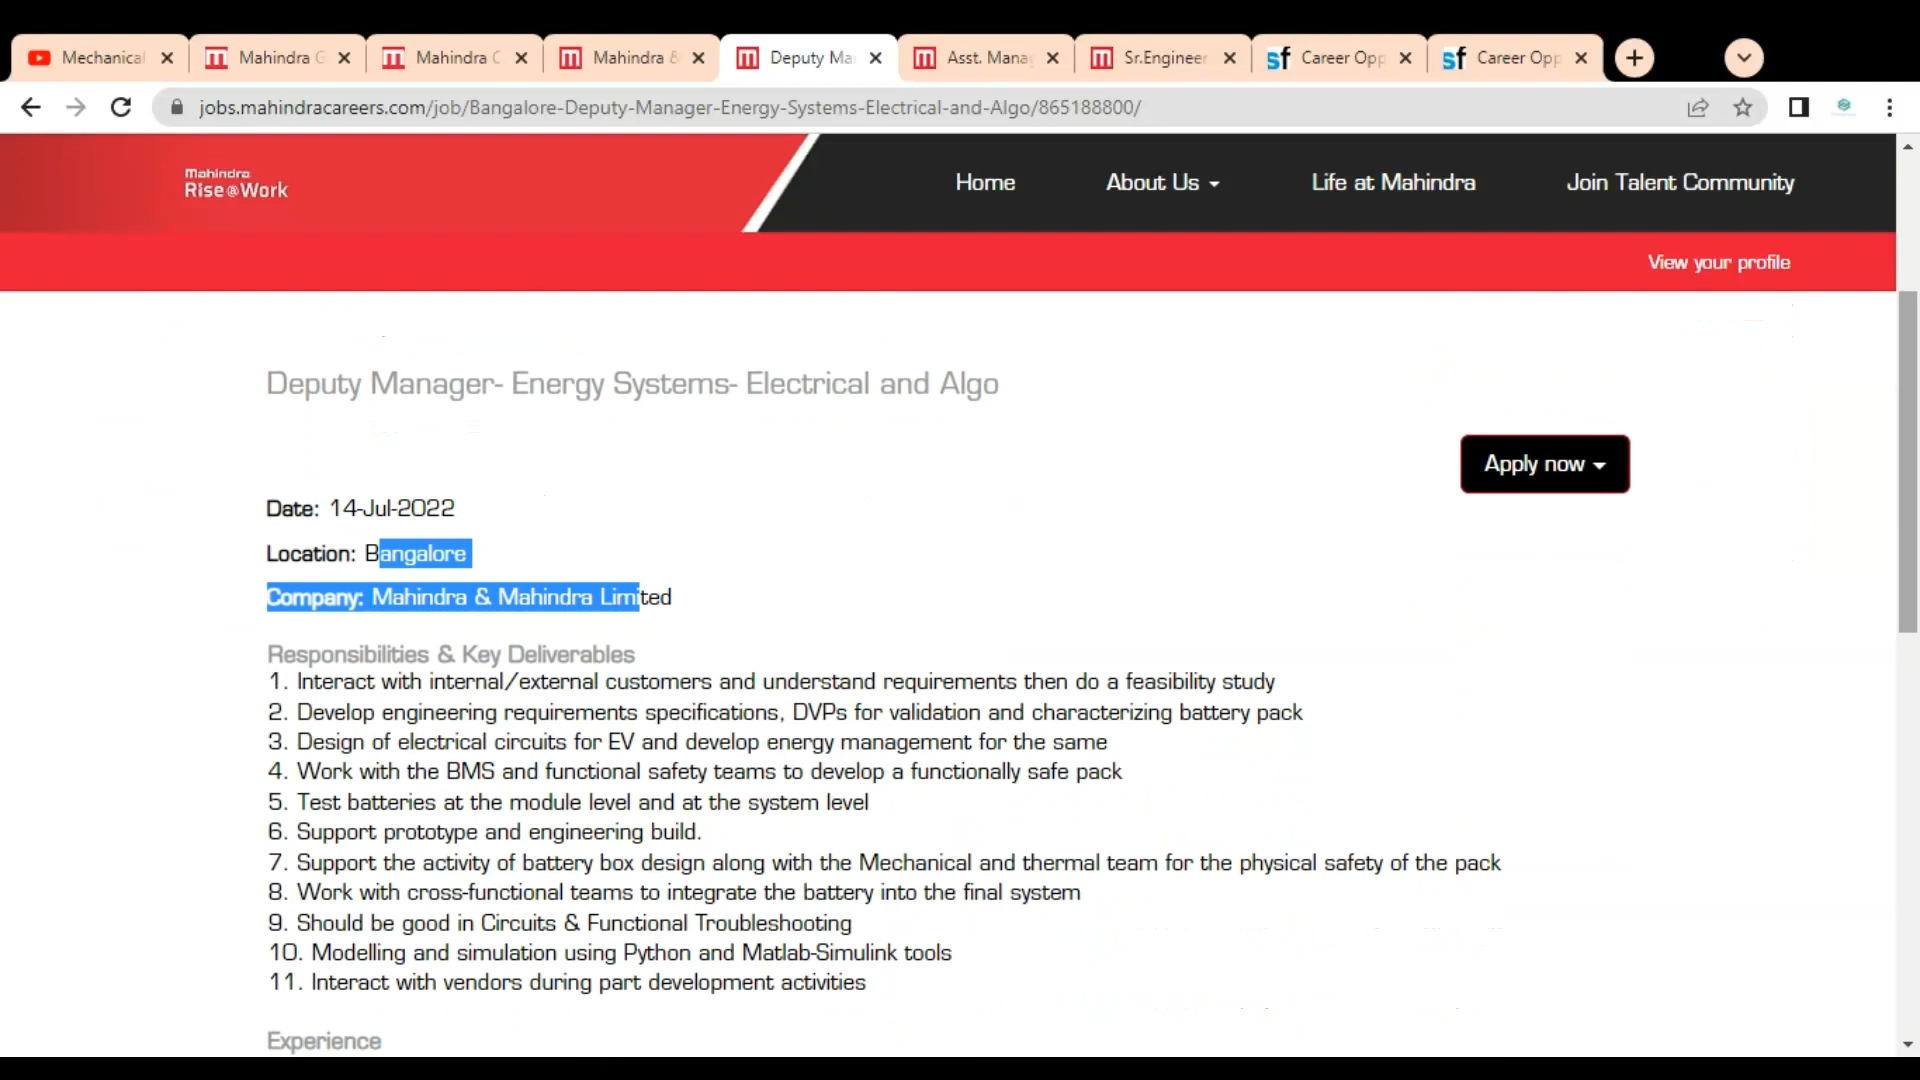 Mechanical
Mahindra G
Mahindra C
Mahindra &
Deputy Ma
Asst. Mana
Sr.Engineer
sf Career Opp
sf Career Opp
jobs.mahindracareers.com/job/Bangalore-Deputy-Manager-Energy-Systems-Electrical-and-Algo/865188800/
mahindra
Rise@Work
Home
About Us
Life at Mahindra
Join Talent Community
View your profile
Deputy Manager- Energy Systems- Electrical and Algo
Apply now
Date: 14-Jul-2022
Location: Bangalore
Company: Mahindra & Mahindra Limited
Responsibilities & Key Deliverables
1. Interact with internal/external customers and understand requirements then do a feasibility study
2. Develop engineering requirements specifications, DVPs for validation and characterizing battery pack
3. Design of electrical circuits for EV and develop energy management for the same
4. Work with the BMS and functional safety teams to develop a functionally safe pack
5. Test batteries at the module level and at the system level
6. Support prototype and engineering build.
7. Support the activity of battery box design along with the Mechanical and thermal team for the physical safety of the pack
8. Work with cross-functional teams to integrate the battery into the final system
9. Should be good in Circuits & Functional Troubleshooting
10. Modelling and simulation using Python and Matlab-Simulink tools
11. Interact with vendors during part development activities
Experience